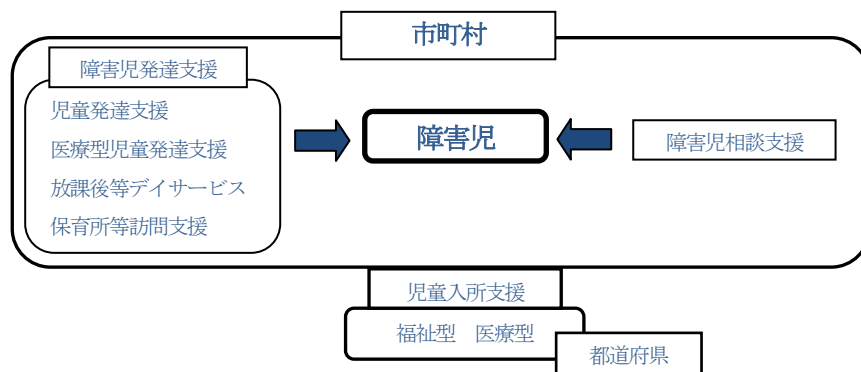 市町村
障害児発達支援
児童発達支援
医療型児童発達支援
放課後等デイサービス
保育所等訪問支援
障害児
障害児相談支援
児童入所支援
福祉型　医療型
都道府県